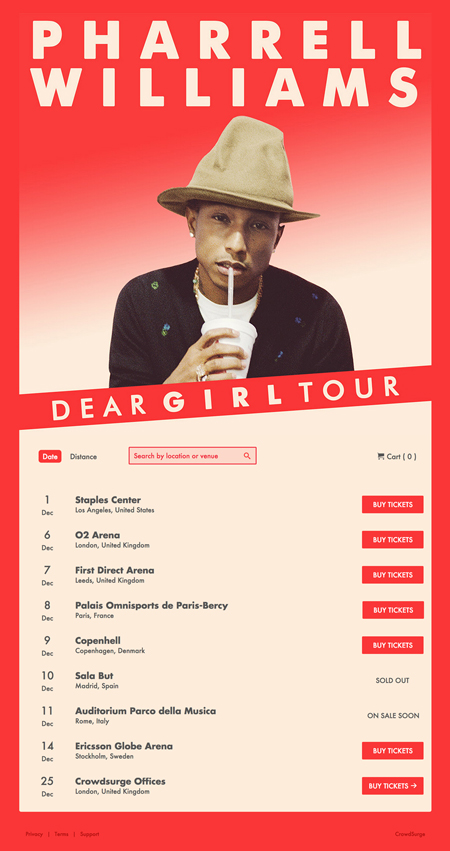 PHARRELL
WILLIAMS
DEAR GIRL TOUR
Date Distance Search by location or venue Cart ( 0 )
1 Staples Center BUY TICKETS
Dec Los Angeles, United States
6 O2 Arena BUY TICKETS
Dec London, United Kingdom
7 First Direct Arena BUY TICKETS
Dec Leeds, United Kingdom
8 Palais Omnisports de Paris-Bercy BUY TICKETS
Dec Paris, France
9 Copenhell BUY TICKETS
Dec Copenhagen, Denmark
10 Sala But SOLD OUT
Dec Madrid, Spain
11 Auditorium Parco della Musica ON SALE SOON
Dec Rome, Italy
14 Ericsson Globe Arena BUY TICKETS
Dec Stockholm, Sweden
25 Crowdsurge Offices BUY TICKETS →
Dec London, United Kingdom
Privacy | Terms | Support CrowdSurge